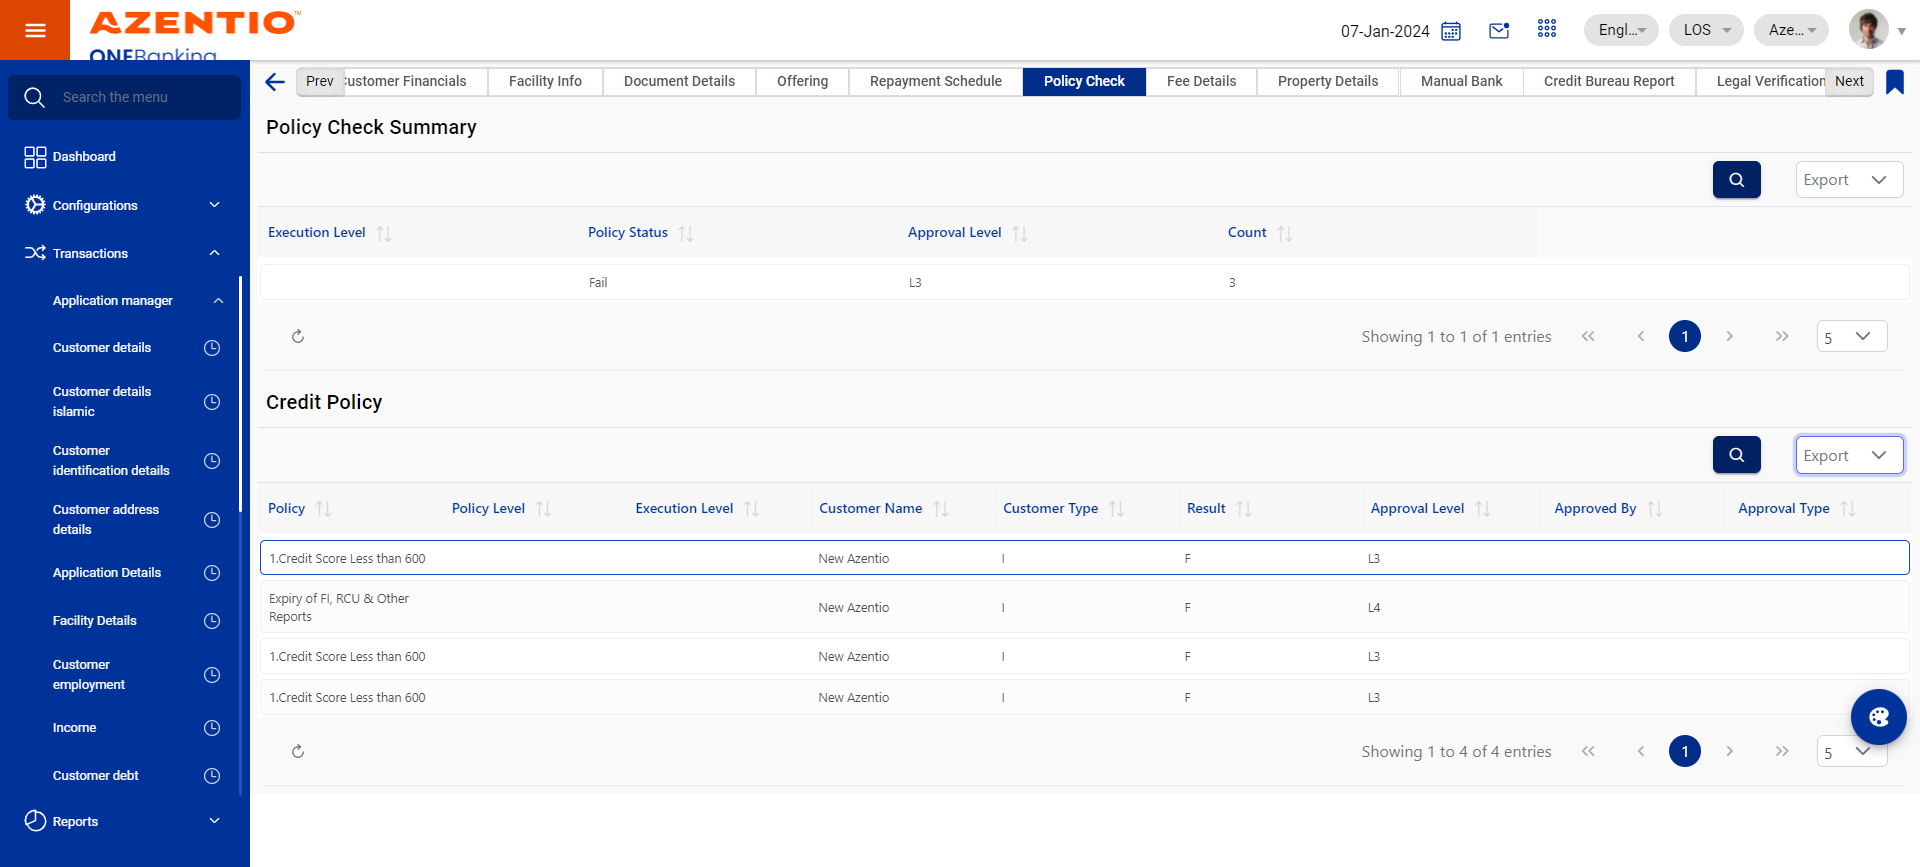 AZENTIO™
ONEBanking
07-Jan-2024
Engl...
LOS
Aze...
Search the menu
Dashboard
Configurations
Transactions
Application manager
Customer details
Customer details
islamic
Customer
identification details
Customer address
details
Application Details
Facility Details
Customer
employment
Income
Customer debt
Reports
Prev
Customer Financials
Facility Info
Document Details
Offering
Repayment Schedule
Policy Check
Fee Details
Property Details
Manual Bank
Credit Bureau Report
Legal Verification
Next
Policy Check Summary
Export
Execution Level
Policy Status
Approval Level
Count
Fail
L3
3
Showing 1 to 1 of 1 entries
1
5
Credit Policy
Export
Policy
Policy Level
Execution Level
Customer Name
Customer Type
Result
Approval Level
Approved By
Approval Type
1.Credit Score Less than 600
New Azentio
I
F
L3
Expiry of FI, RCU & Other
Reports
New Azentio
I
F
L4
1.Credit Score Less than 600
New Azentio
I
F
L3
1.Credit Score Less than 600
New Azentio
I
F
L3
Showing 1 to 4 of 4 entries
1
5